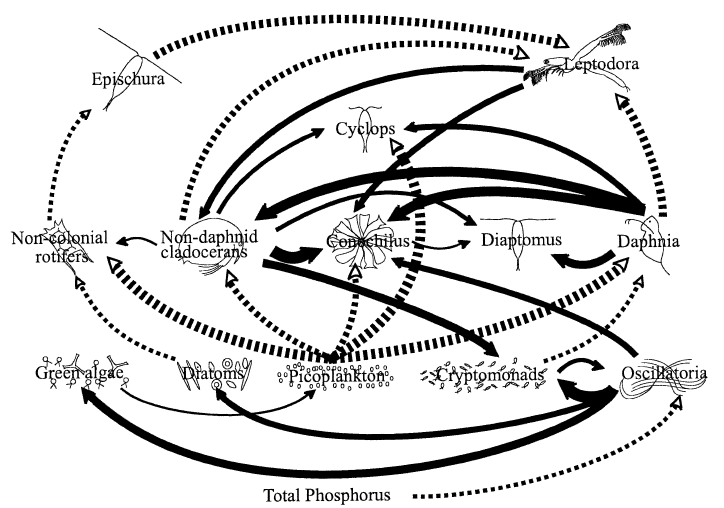 Leptodora
Epischura
Cyclops
Non-colonial
rotifers
Non-daphnid
cladocerans
Conochilus
Diaptomus
Daphnia
Green algae
Diatoms
Picoplankton
Cryptomonads
Oscillatoria
Total Phosphorus